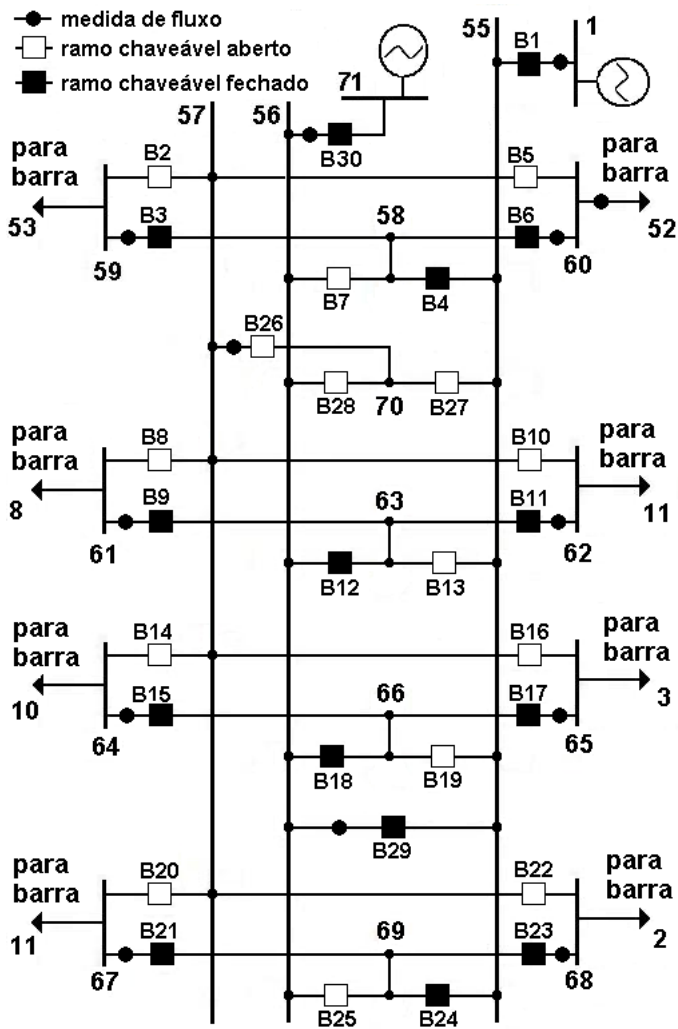 medida de fluxo
ramo chaveável aberto
ramo chaveável fechado
55
1
B1
71
57
56
B30
para
barra
53
B2
B3
59
58
B5
B6
para
barra
52
60
B7
B4
B26
B28
70
B27
para
barra
8
B8
B9
61
63
B10
B11
para
barra
11
62
B12
B13
para
barra
10
B14
B15
64
66
B16
B17
para
barra
3
65
B18
B19
B29
para
barra
11
B20
B21
67
69
B22
B23
para
barra
2
68
B25
B24